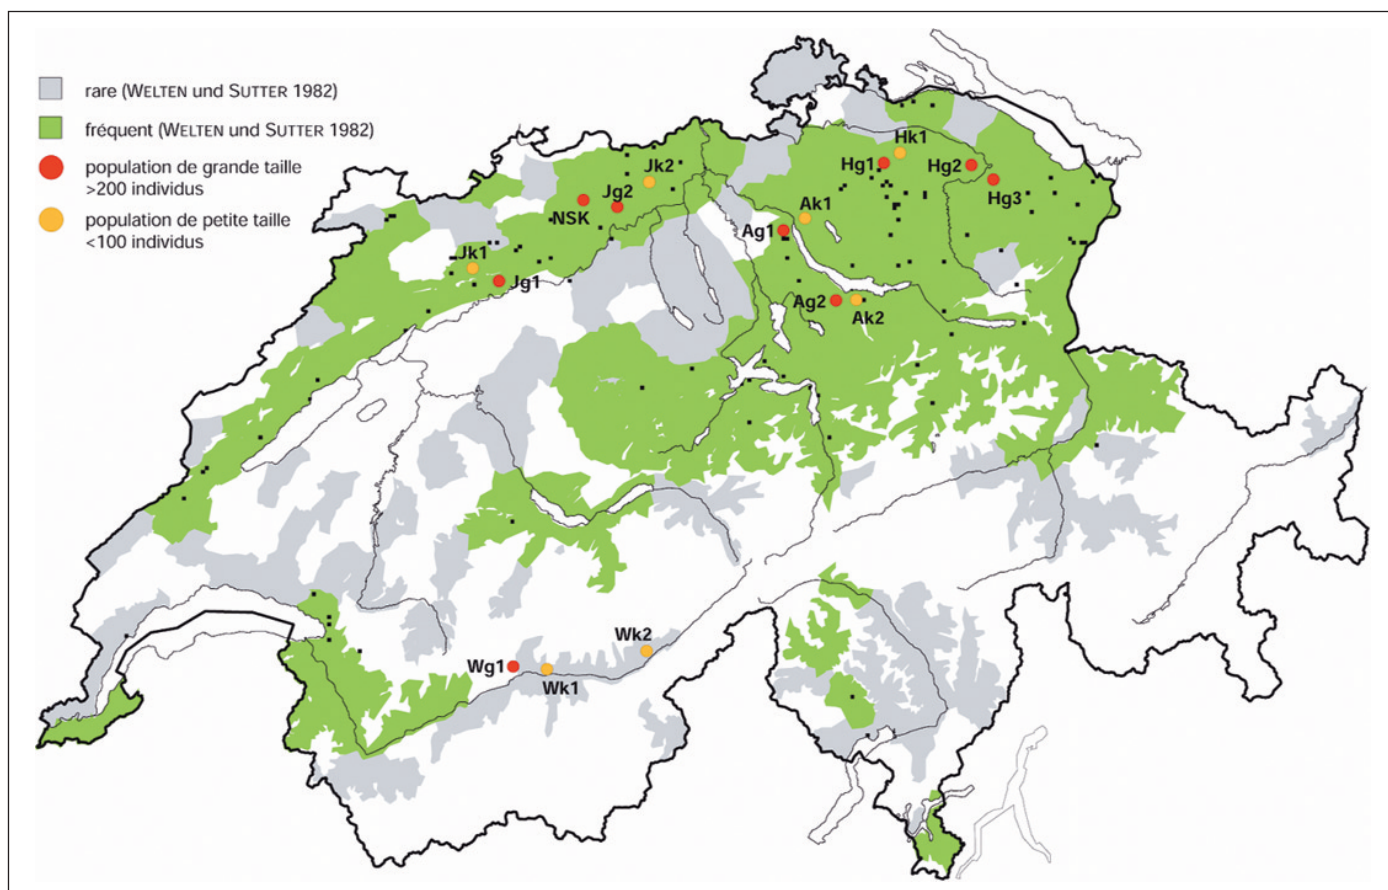 rare (WELTEN und SUTTER 1982)
fréquent (WELTEN und SUTTER 1982)
population de grande taille
>200 individus
population de petite taille
<100 individus
Hk1
Hg1
Hg2
Hg3
Jk2
Jg2
NSK
Ak1
Ag1
Jk1
Jg1
Ag2
Ak2
Wk2
Wg1
Wk1